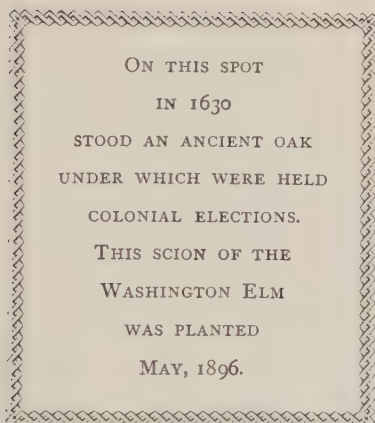 On this spot
in 1630
stood an ancient oak
under which were held
colonial elections.
This scion of the
Washington Elm
was planted
May, 1896.